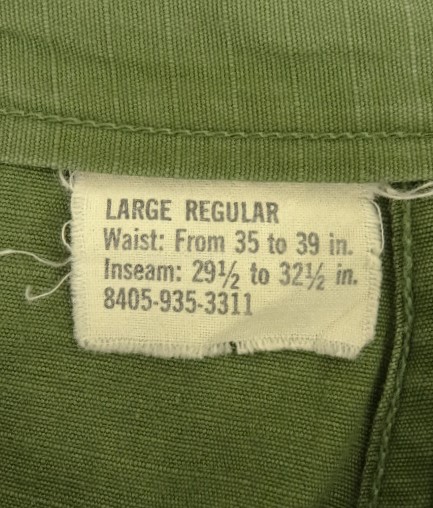 LARGE REGULAR
Waist: From 35 to 39 in.
Inseam: 29½ to 32½ in.
8405-935-3311